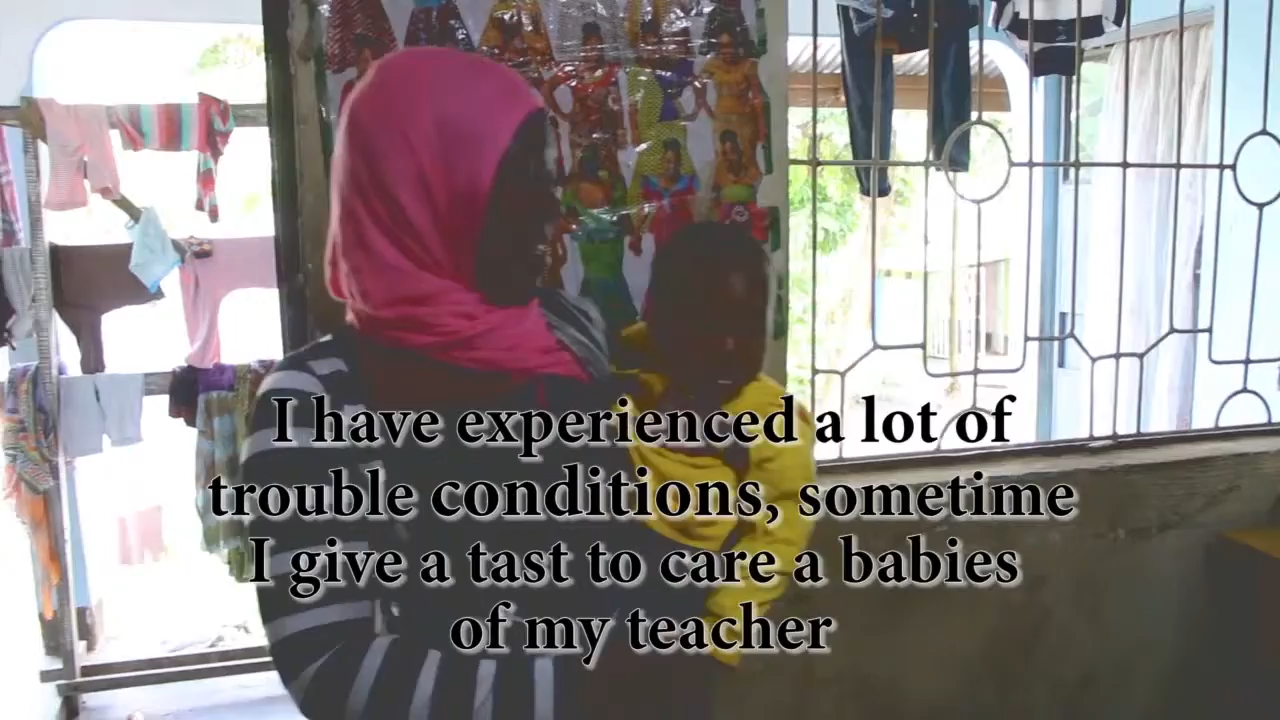 I have experienced a lot of
trouble conditions, sometime
I give a tast to care a babies
of my teacher